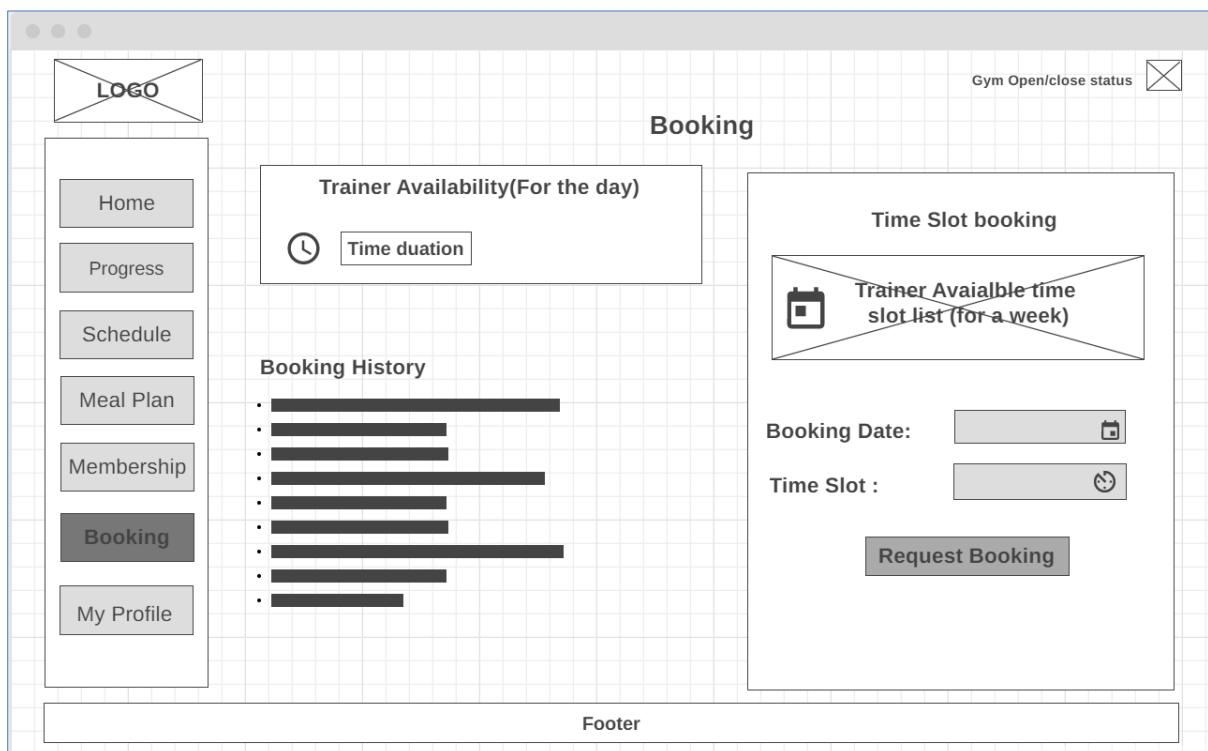 LOGO
Gym Open/close status
Booking
Home
Progress
Schedule
Meal Plan
Membership
Booking
My Profile
Trainer Availability(For the day)
Time duation
Booking History
Time Slot booking
Trainer Avaialble time
slot list (for a week)
Booking Date:
Time Slot :
Request Booking
Footer